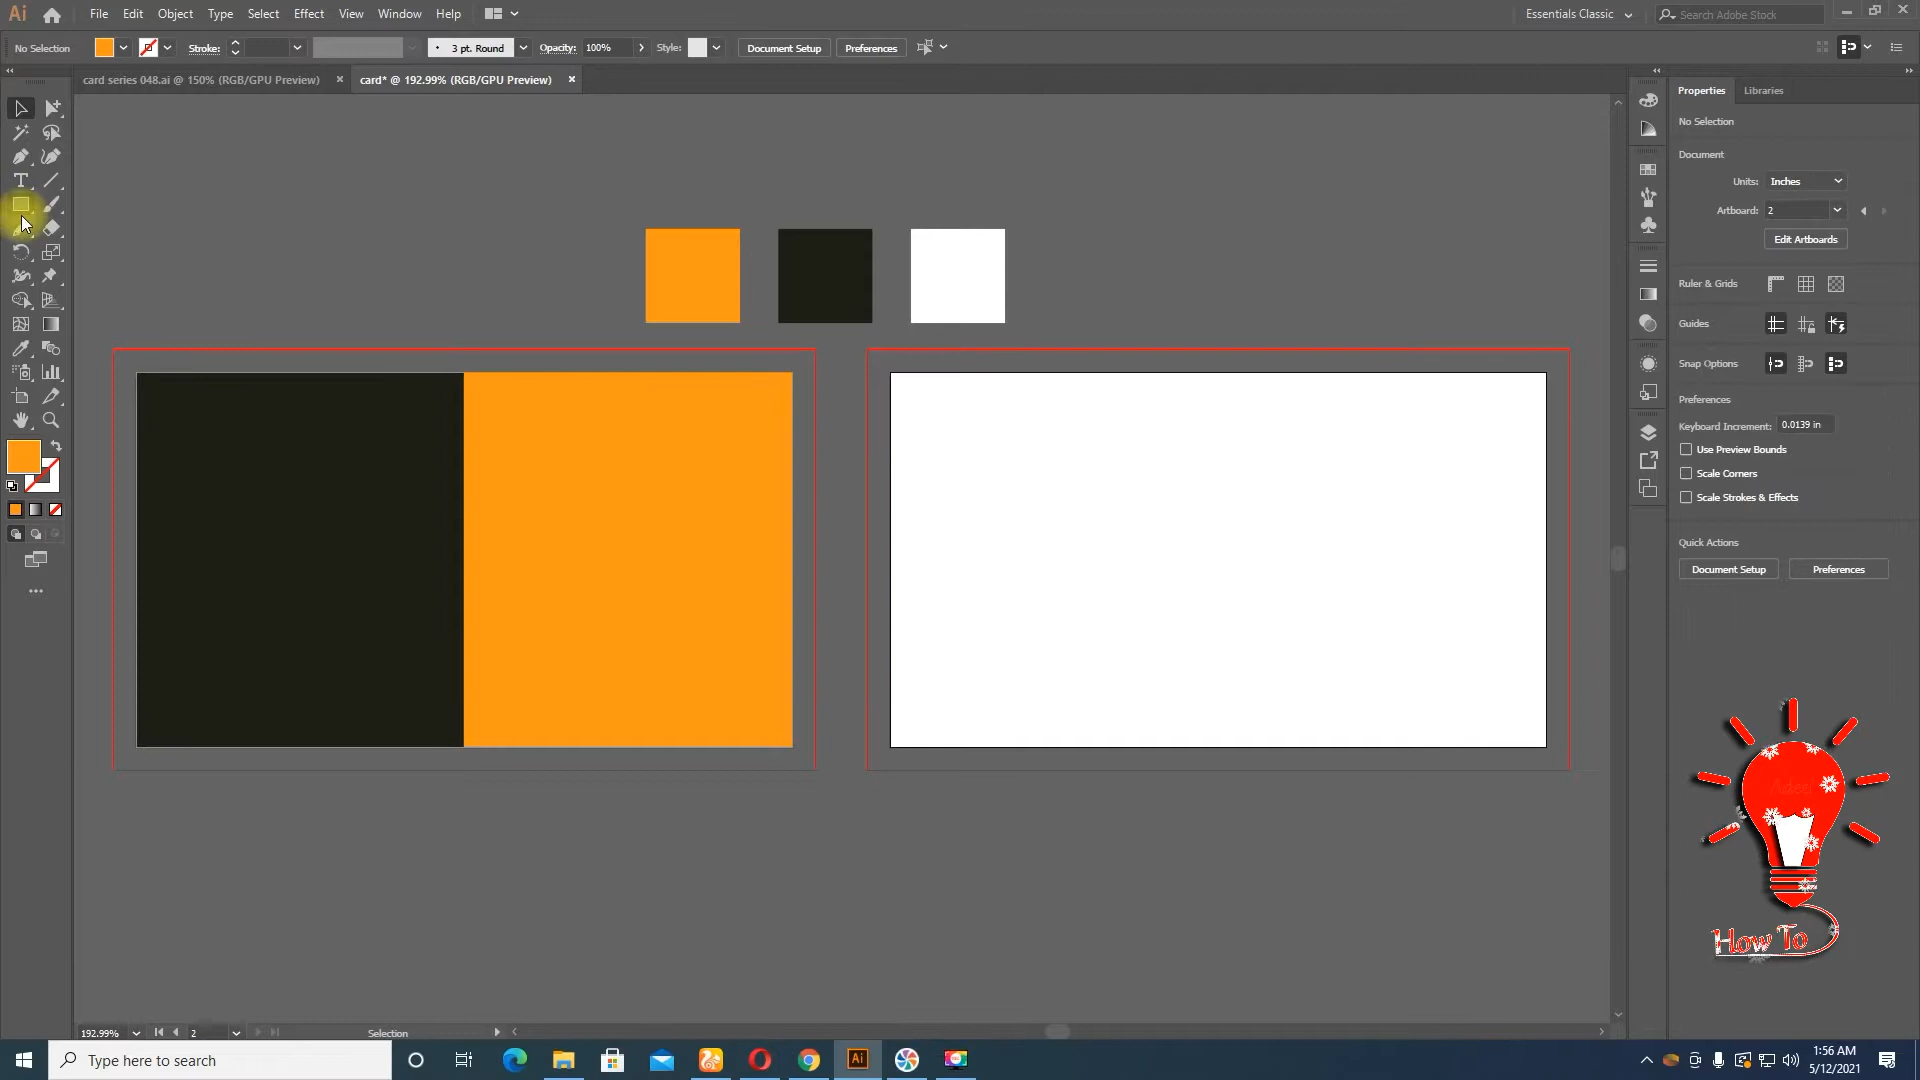 Ai File Edit Object Type Select Effect View Window Help Essentials Classic Search Adobe Stock
No Selection Stroke: 3 pt. Round Opacity: 100% Style: Document Setup Preferences
card series 048.ai @ 150% (RGB/GPU Preview) card* @ 192.99% (RGB/GPU Preview)
Properties Libraries
No Selection
Document
Units: Inches
Artboard: 2
Edit Artboards
Ruler & Grids
Guides
Snap Options
Preferences
Keyboard Increment: 0.0139 in
Use Preview Bounds
Scale Corners
Scale Strokes & Effects
Quick Actions
Document Setup Preferences
How To
192.99% 2 Selection
Type here to search
Ai
1:56 AM
5/12/2021